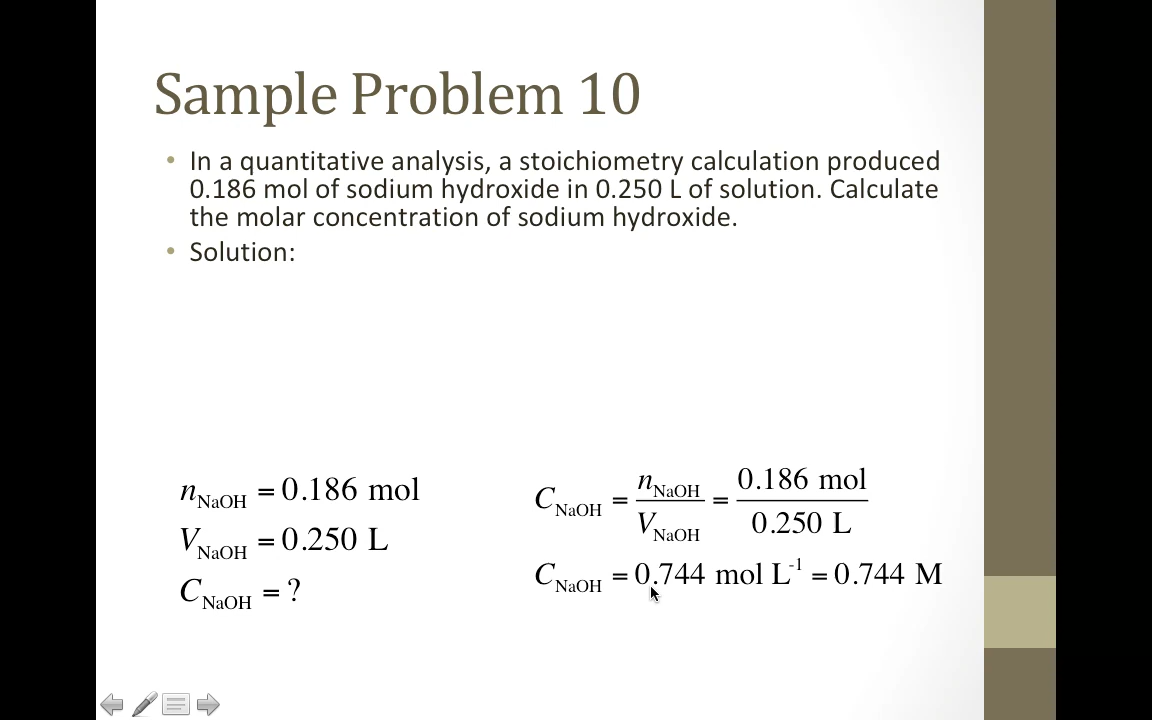 Sample Problem 10
• In a quantitative analysis, a stoichiometry calculation produced
0.186 mol of sodium hydroxide in 0.250 L of solution. Calculate
the molar concentration of sodium hydroxide.
• Solution:
n_NaOH = 0.186 mol
V_NaOH = 0.250 L
C_NaOH = ?
C_NaOH = n_NaOH / V_NaOH = 0.186 mol / 0.250 L
C_NaOH = 0.744 mol L⁻¹ = 0.744 M